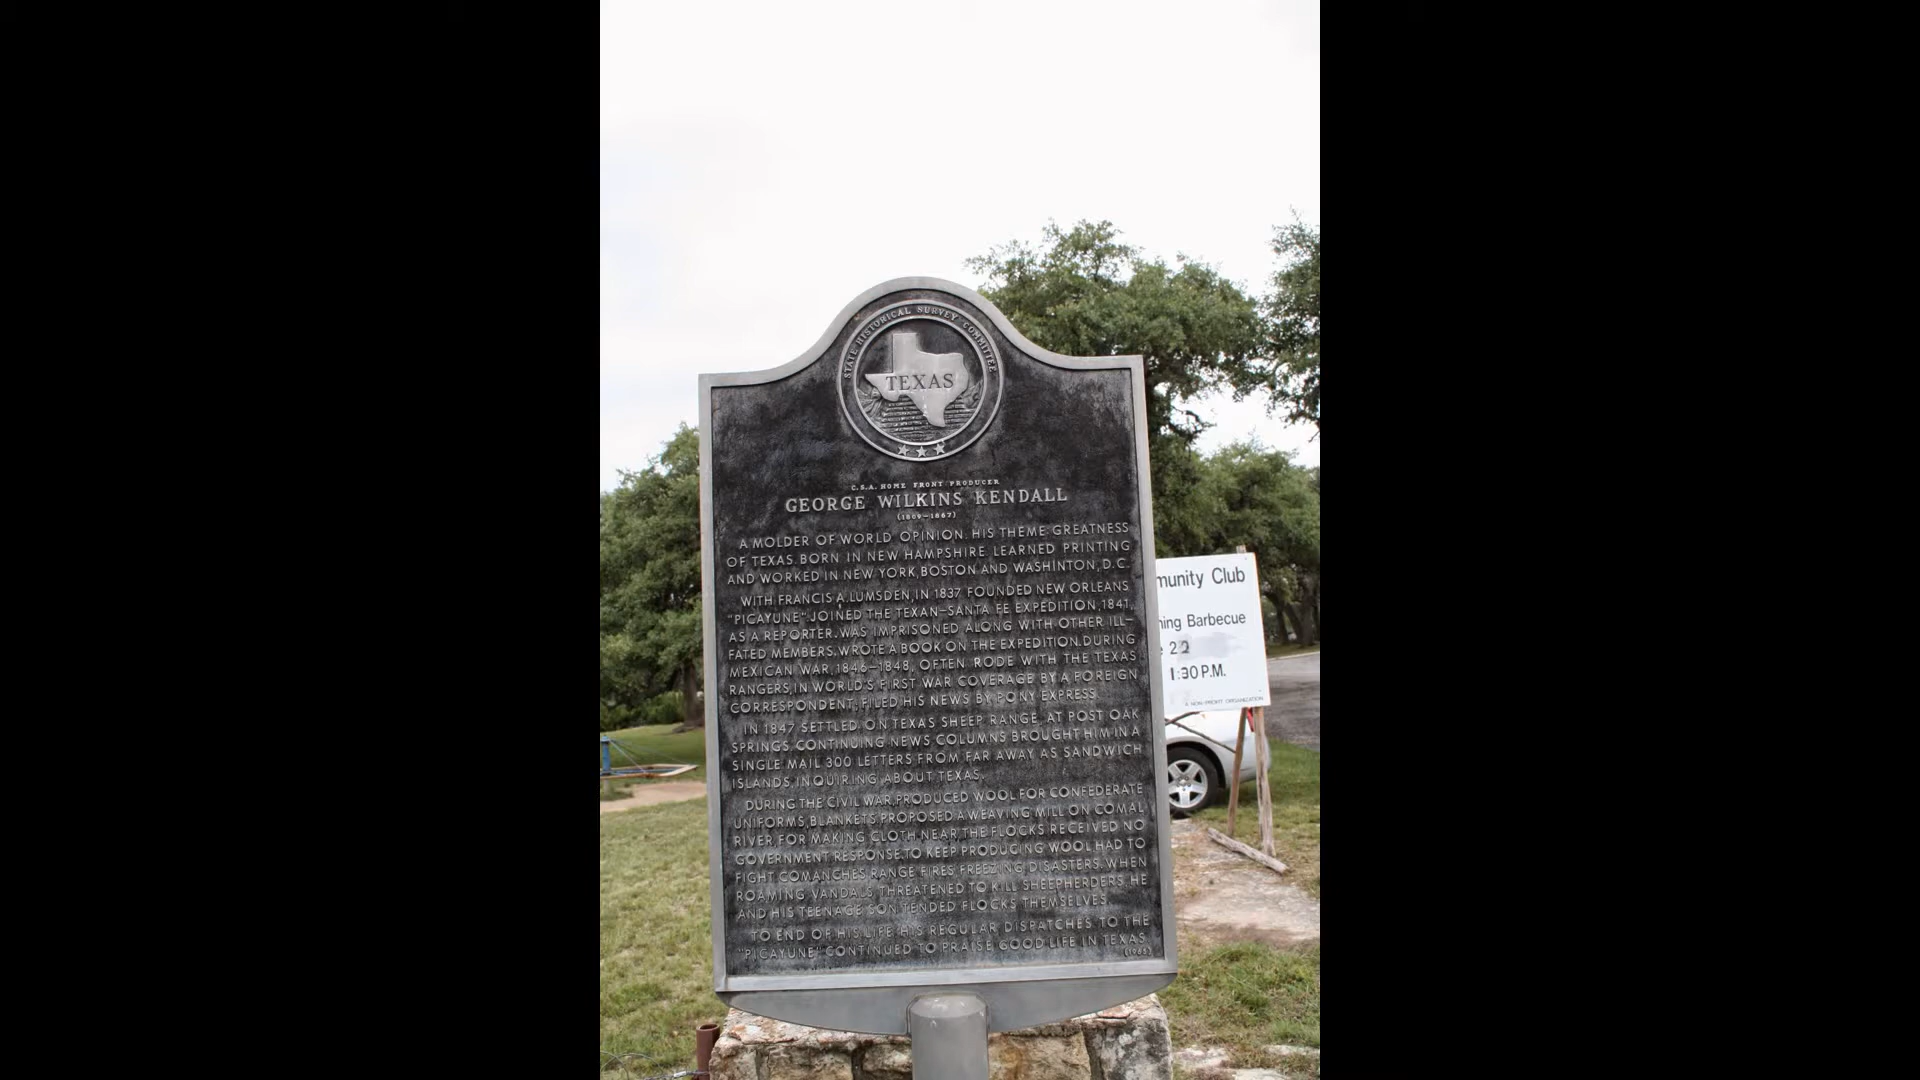 STATE HISTORICAL SURVEY COMMITTEE
TEXAS
C.S.A. HOME FRONT PRODUCER
GEORGE WILKINS KENDALL
(1809-1867)
A MOLDER OF WORLD OPINION. HIS THEME: GREATNESS
OF TEXAS. BORN IN NEW HAMPSHIRE. LEARNED PRINTING
AND WORKED IN NEW YORK, BOSTON AND WASHINTON, D.C.
WITH FRANCIS A. LUMSDEN, IN 1837 FOUNDED NEW ORLEANS
"PICAYUNE". JOINED THE TEXAN-SANTA FE EXPEDITION, 1841,
AS A REPORTER. WAS IMPRISONED ALONG WITH OTHER ILL-
FATED MEMBERS. WROTE A BOOK ON THE EXPEDITION. DURING
MEXICAN WAR, 1846-1848, OFTEN RODE WITH THE TEXAS
RANGERS, IN WORLD'S FIRST WAR COVERAGE BY A FOREIGN
CORRESPONDENT; FILED HIS NEWS BY PONY EXPRESS.
IN 1847 SETTLED ON TEXAS SHEEP RANGE, AT POST OAK
SPRINGS. CONTINUING NEWS COLUMNS BROUGHT HIM IN A
SINGLE MAIL 300 LETTERS FROM FAR AWAY AS SANDWICH
ISLANDS, INQUIRING ABOUT TEXAS.
DURING THE CIVIL WAR, PRODUCED WOOL FOR CONFEDERATE
UNIFORMS, BLANKETS. PROPOSED A WEAVING MILL ON COMAL
RIVER FOR MAKING CLOTH NEAR THE FLOCKS. RECEIVED NO
GOVERNMENT RESPONSE. TO KEEP PRODUCING WOOL HAD TO
FIGHT COMANCHES, RANGE FIRES, FREEZING, DISASTERS. WHEN
ROAMING VANDALS THREATENED TO KILL SHEEPHERDERS, HE
AND HIS TEENAGE SON TENDED FLOCKS THEMSELVES.
TO END OF HIS LIFE HIS REGULAR DISPATCHES TO THE
"PICAYUNE" CONTINUED TO PRAISE GOOD LIFE IN TEXAS.
(1965)
munity Club
ning Barbecue
e 22
1:30 P.M.
A NON-PROFIT ORGANIZATION